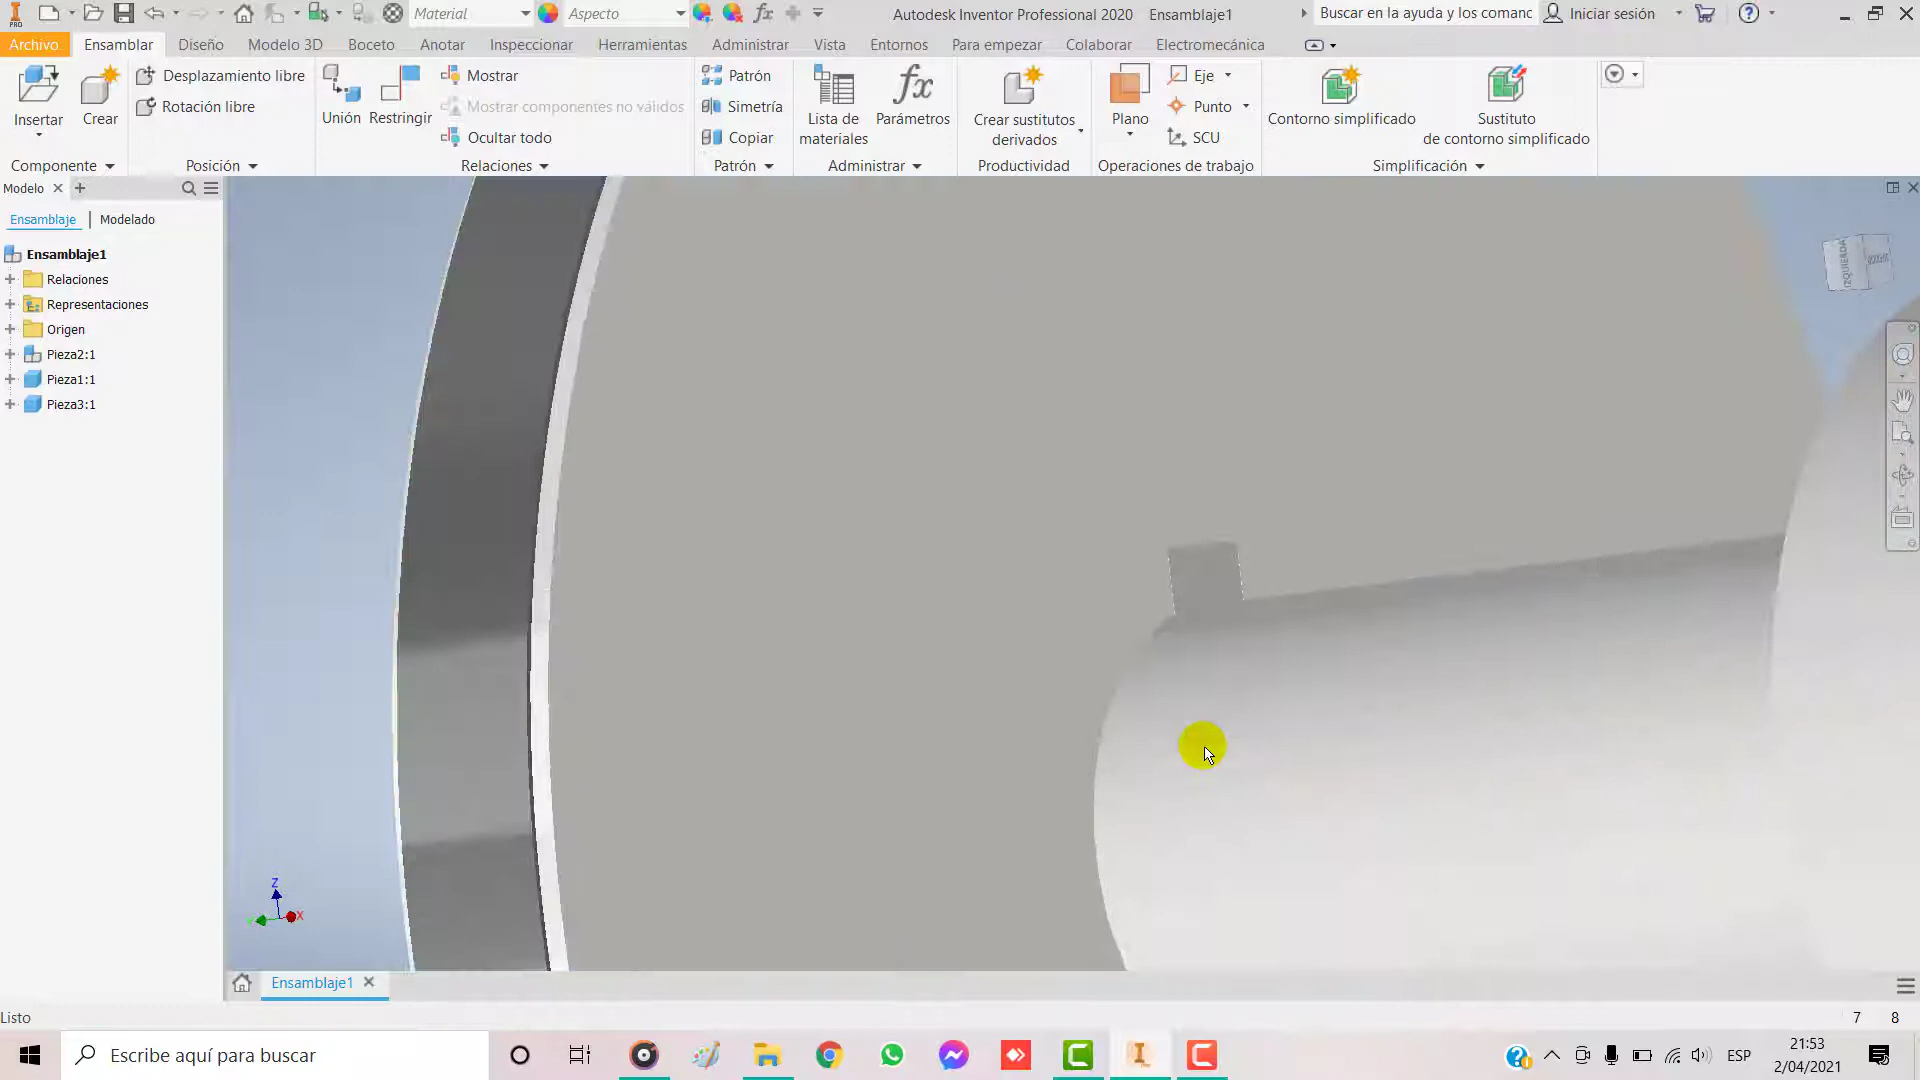 PRO
Material
Aspecto
Autodesk Inventor Professional 2020 Ensamblaje1
Buscar en la ayuda y los comanc
Iniciar sesión
Archivo Ensamblar Diseño Modelo 3D Boceto Anotar Inspeccionar Herramientas Administrar Vista Entornos Para empezar Colaborar Electromecánica
Insertar
Crear
Desplazamiento libre
Rotación libre
Unión
Restringir
Mostrar
Mostrar componentes no válidos
Ocultar todo
Patrón
Simetría
Copiar
Lista de
materiales
Parámetros
Crear sustitutos
derivados
Plano
Eje
Punto
SCU
Contorno simplificado
Sustituto
de contorno simplificado
Componente Posición Relaciones Patrón Administrar Productividad Operaciones de trabajo Simplificación
Modelo
Ensamblaje Modelado
Ensamblaje1
Relaciones
Representaciones
Origen
Pieza2:1
Pieza1:1
Pieza3:1
IZQUIERDA
Z
X
Ensamblaje1
Listo
7 8
Escribe aquí para buscar
ESP
21:53
2/04/2021